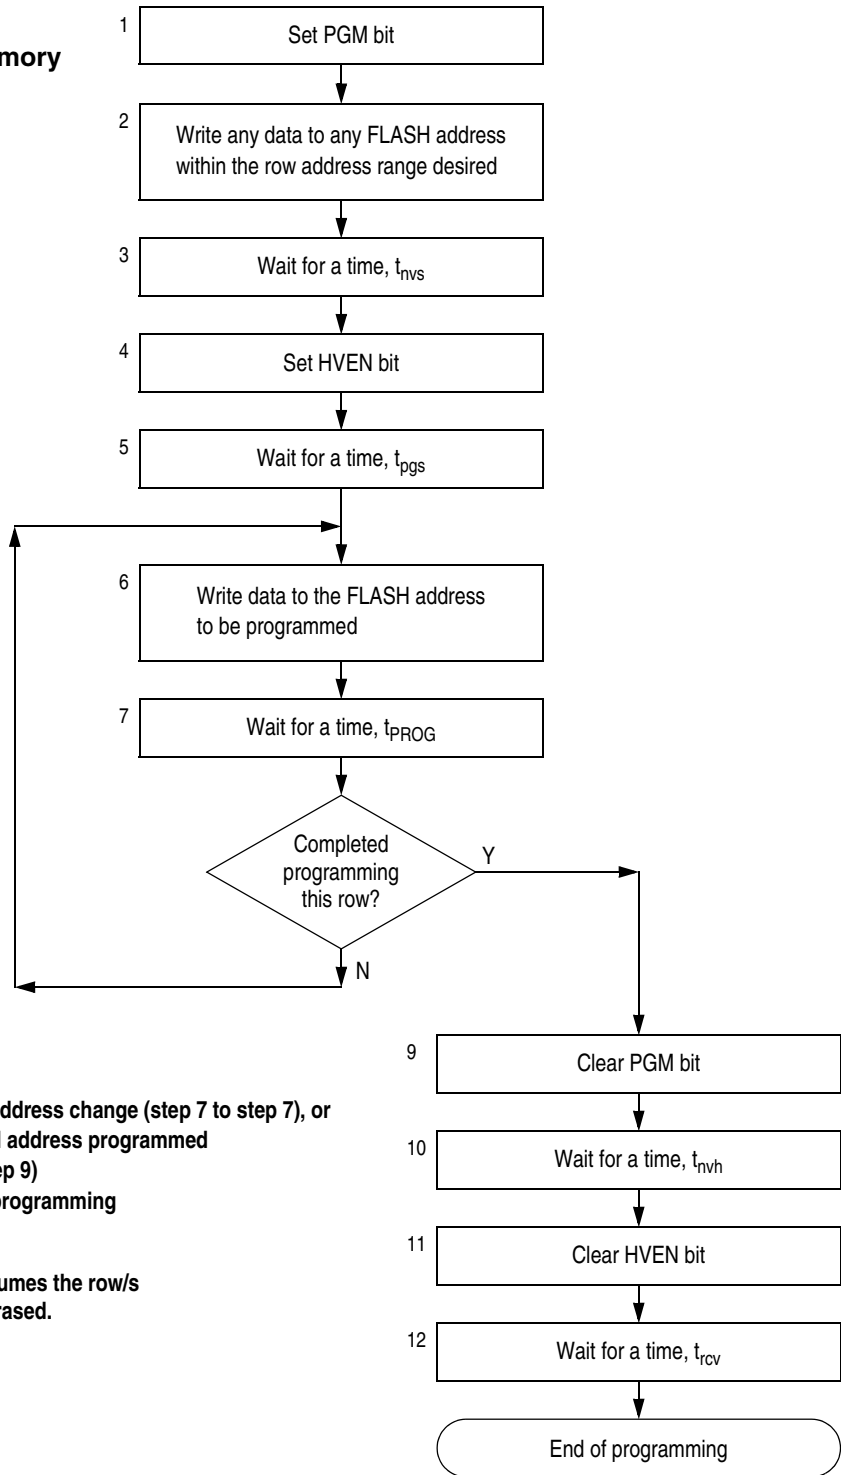 1
Set PGM bit
mory
2
Write any data to any FLASH address
within the row address range desired
3
Wait for a time, tnvs
4
Set HVEN bit
5
Wait for a time, tpgs
6
Write data to the FLASH address
to be programmed
7
Wait for a time, tPROG
Completed
programming
this row?
Y
N
9
Clear PGM bit
ddress change (step 7 to step 7), or
address programmed
ep 9)
programming
10
Wait for a time, tnvh
11
Clear HVEN bit
umes the row/s
rased.
12
Wait for a time, trcv
End of programming